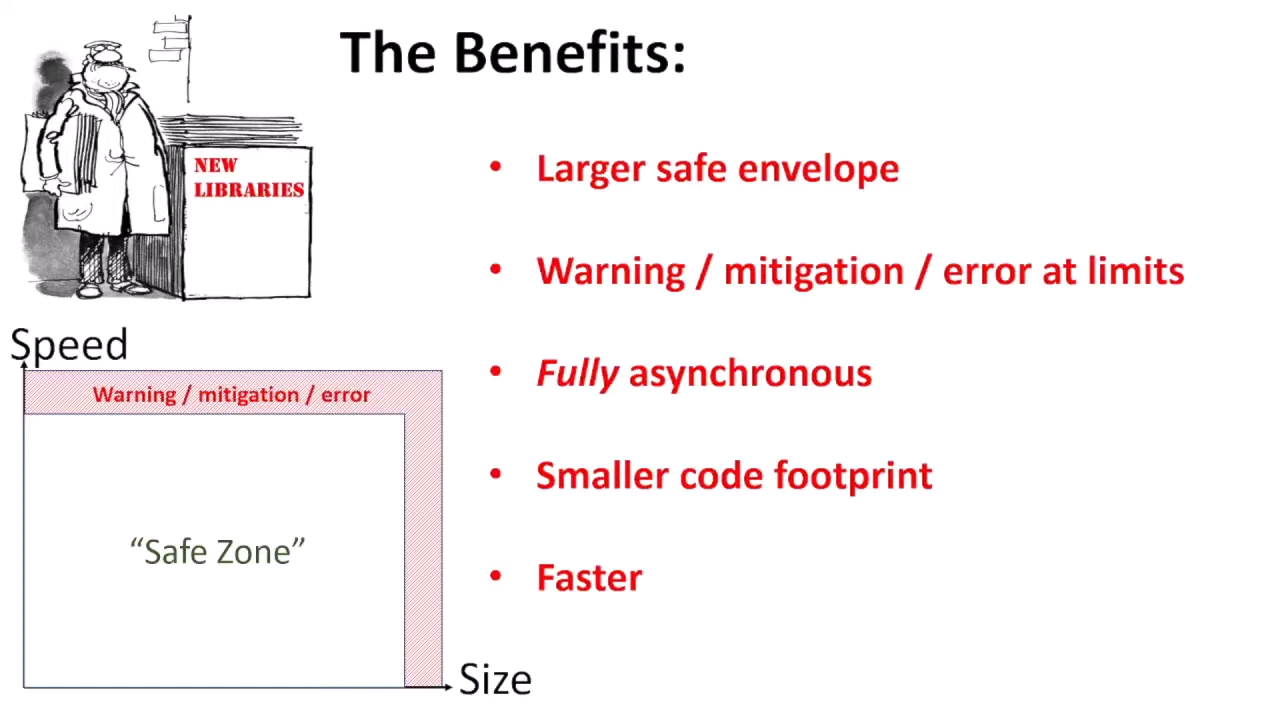 The Benefits:
NEW
LIBRARIES
• Larger safe envelope
• Warning / mitigation / error at limits
• Fully asynchronous
• Smaller code footprint
• Faster
Speed
Warning / mitigation / error
“Safe Zone”
Size